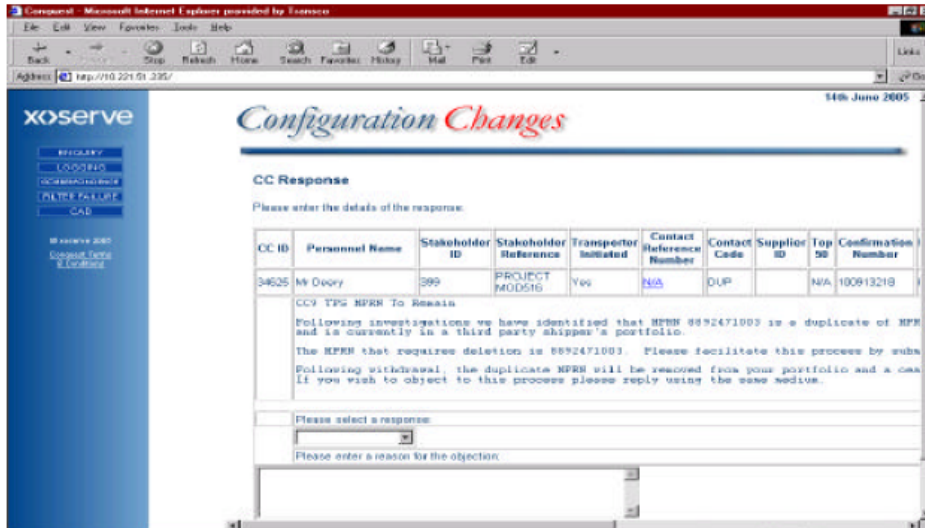 Conquest - Microsoft Internet Explorer provided by Transco
File Edit View Favorites Tools Help
Back Stop Refresh Home Search Favorites History Mail Print Edit Links
Address http://10.221.51.235/
14th June 2005
xoserve
Configuration Changes
ENQUIRY
LOGGING
CORRESPONDENCE
FILTER FAILURE
CAD
© xoserve 2005
Conquest Terms
& Conditions
CC Response
Please enter the details of the response:
CC ID Personnel Name Stakeholder ID Stakeholder Reference Transporter Initiated Contact Reference Number Contact Code Supplier ID Top 50 Confirmation Number
34625 Mr Deery 399 PROJECT MOD516 Yes N/A DUP N/A 100913218
CC9 TPS MPRN To Remain
Following investigations we have identified that MPRN 8892471003 is a duplicate of MPR
and is currently in a third party shipper's portfolio.
The MPRN that requires deletion is 8892471003. Please facilitate this process by subm
Following withdrawal, the duplicate MPRN will be removed from your portfolio and a
If you wish to object to this process please reply using the same medium.
Please select a response:
Please enter a reason for the objection: